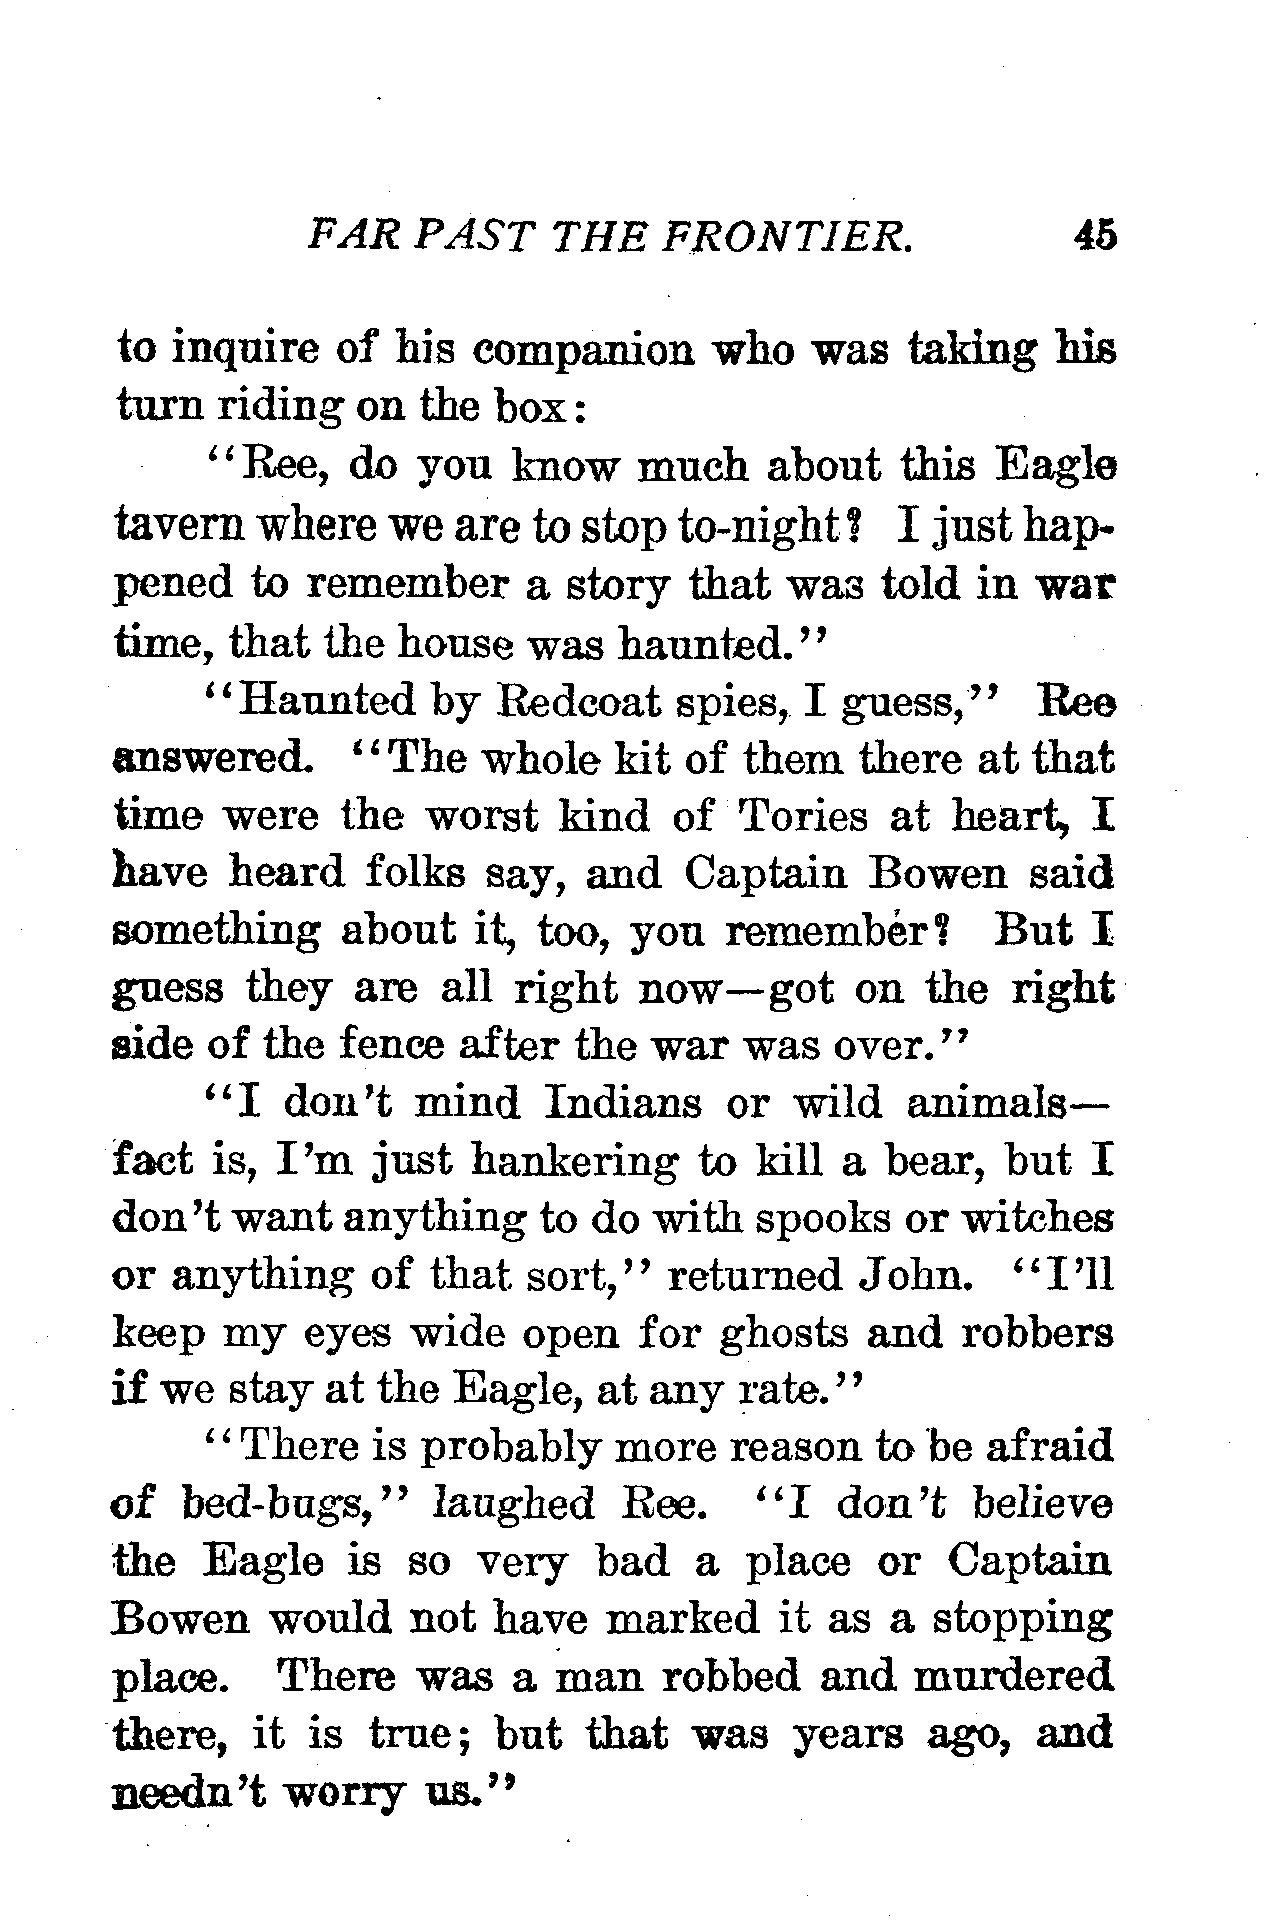 FAR PAST THE FRONTIER. 45
to inquire of his companion who was taking his
turn riding on the box:
"Ree, do you know much about this Eagle
tavern where we are to stop to-night? I just hap-
pened to remember a story that was told in war
time, that the house was haunted."
"Haunted by Redcoat spies, I guess," Ree
answered. "The whole kit of them there at that
time were the worst kind of Tories at heart, I
have heard folks say, and Captain Bowen said
something about it, too, you remember? But I
guess they are all right now—got on the right
side of the fence after the war was over."
"I don't mind Indians or wild animals—
fact is, I'm just hankering to kill a bear, but I
don't want anything to do with spooks or witches
or anything of that sort," returned John. "I'll
keep my eyes wide open for ghosts and robbers
if we stay at the Eagle, at any rate."
"There is probably more reason to be afraid
of bed-bugs," laughed Ree. "I don't believe
the Eagle is so very bad a place or Captain
Bowen would not have marked it as a stopping
place. There was a man robbed and murdered
there, it is true; but that was years ago, and
needn't worry us."